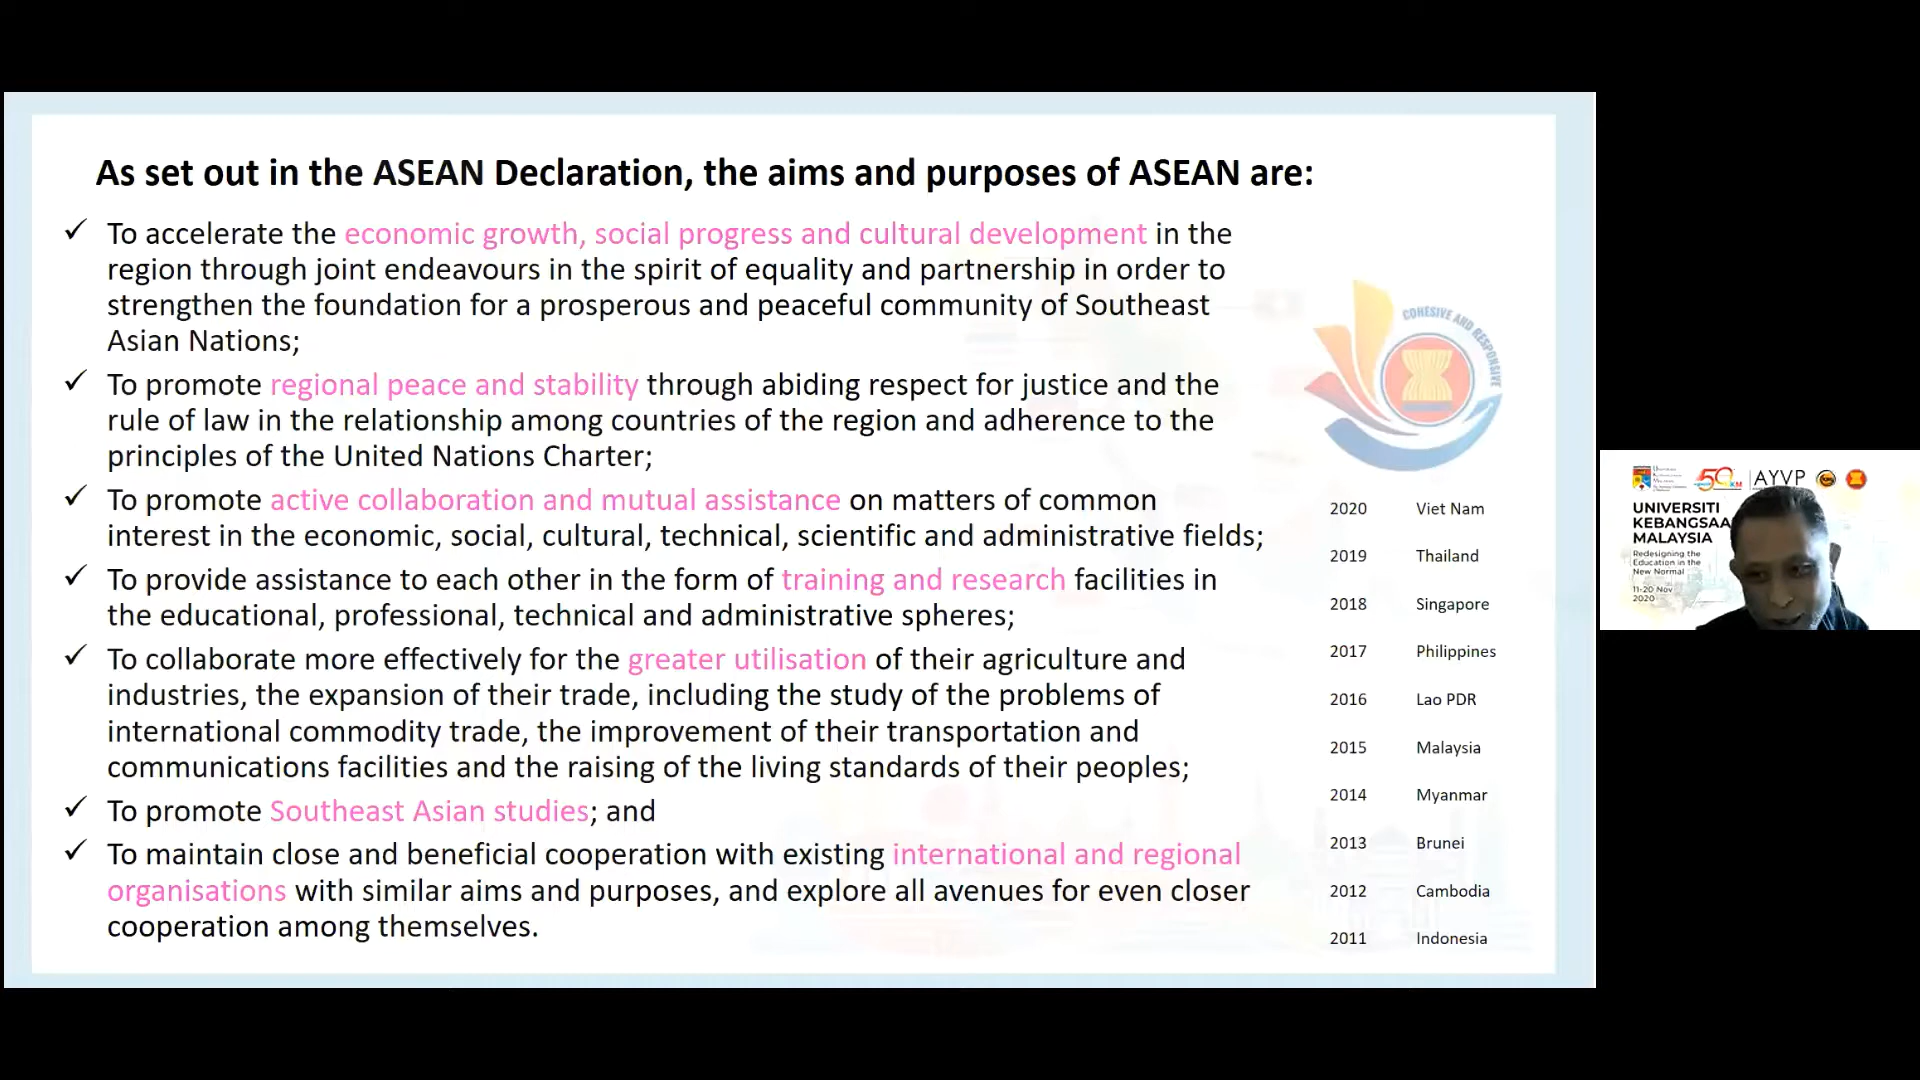 As set out in the ASEAN Declaration, the aims and purposes of ASEAN are:
✓ To accelerate the economic growth, social progress and cultural development in the
region through joint endeavours in the spirit of equality and partnership in order to
strengthen the foundation for a prosperous and peaceful community of Southeast
Asian Nations;
✓ To promote regional peace and stability through abiding respect for justice and the
rule of law in the relationship among countries of the region and adherence to the
principles of the United Nations Charter;
✓ To promote active collaboration and mutual assistance on matters of common
interest in the economic, social, cultural, technical, scientific and administrative fields;
✓ To provide assistance to each other in the form of training and research facilities in
the educational, professional, technical and administrative spheres;
✓ To collaborate more effectively for the greater utilisation of their agriculture and
industries, the expansion of their trade, including the study of the problems of
international commodity trade, the improvement of their transportation and
communications facilities and the raising of the living standards of their peoples;
✓ To promote Southeast Asian studies; and
✓ To maintain close and beneficial cooperation with existing international and regional
organisations with similar aims and purposes, and explore all avenues for even closer
cooperation among themselves.
COHESIVE AND RESPONSIVE
2020 Viet Nam
2019 Thailand
2018 Singapore
2017 Philippines
2016 Lao PDR
2015 Malaysia
2014 Myanmar
2013 Brunei
2012 Cambodia
2011 Indonesia
50 AYVP
UNIVERSITI
KEBANGSAA
MALAYSIA
Redesigning the
Education in the
New Normal
11-20 Nov
2020